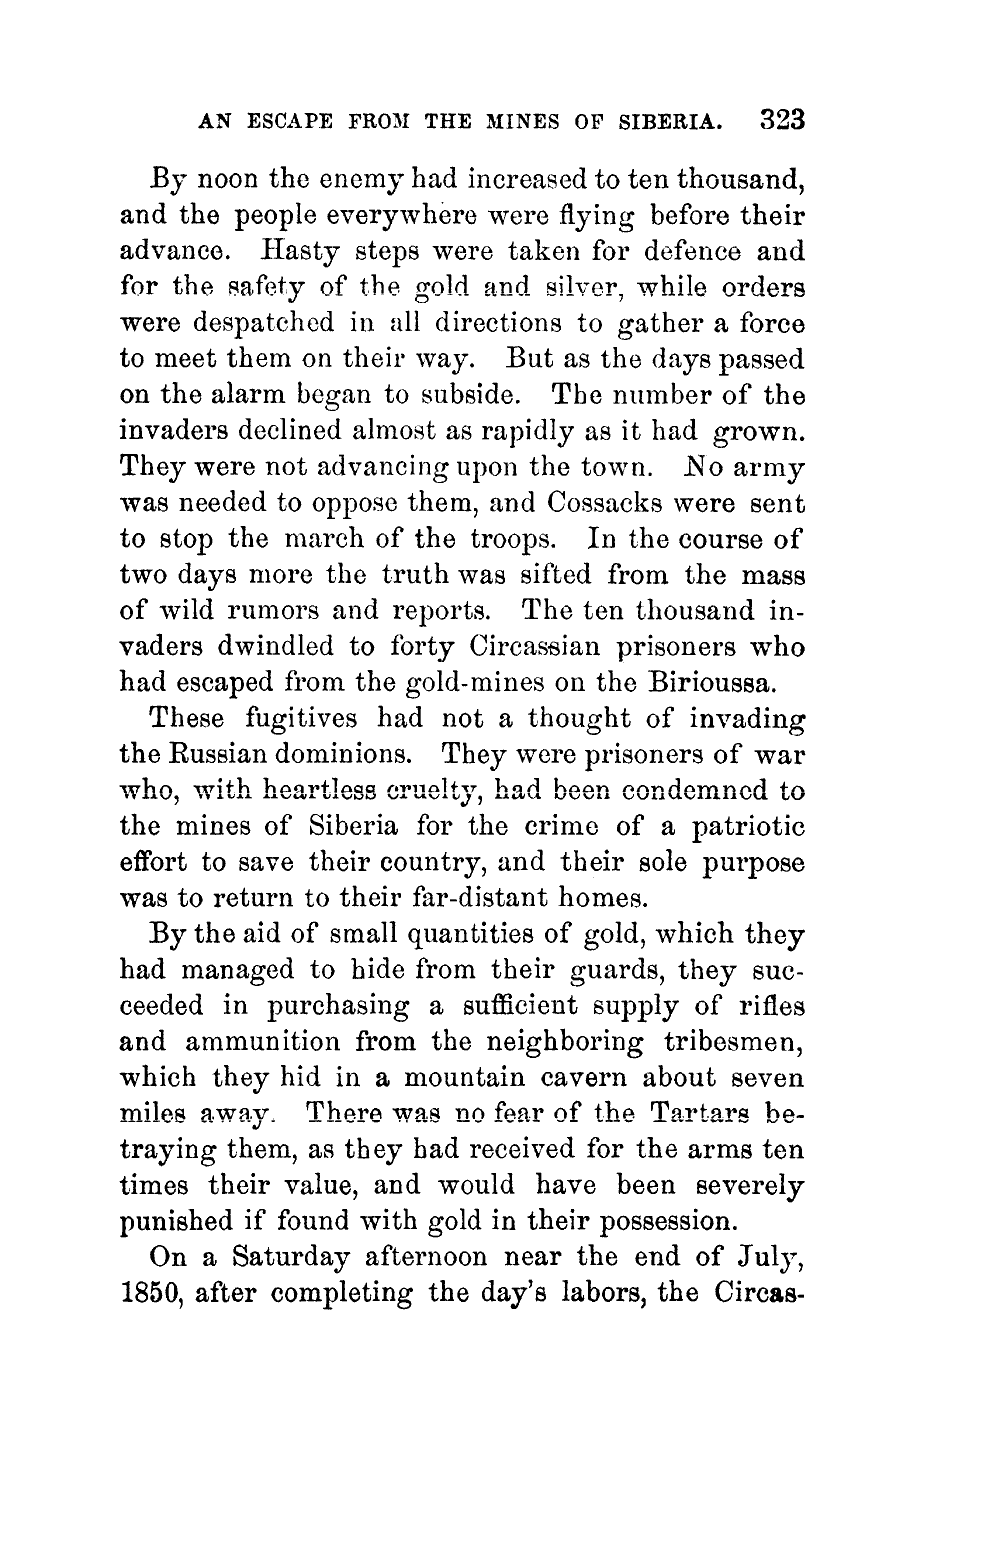 AN ESCAPE FROM THE MINES OF SIBERIA. 323
By noon the enemy had increased to ten thousand,
and the people everywhere were flying before their
advance. Hasty steps were taken for defence and
for the safety of the gold and silver, while orders
were despatched in all directions to gather a force
to meet them on their way. But as the days passed
on the alarm began to subside. The number of the
invaders declined almost as rapidly as it had grown.
They were not advancing upon the town. No army
was needed to oppose them, and Cossacks were sent
to stop the march of the troops. In the course of
two days more the truth was sifted from the mass
of wild rumors and reports. The ten thousand in-
vaders dwindled to forty Circassian prisoners who
had escaped from the gold-mines on the Birioussa.
These fugitives had not a thought of invading
the Russian dominions. They were prisoners of war
who, with heartless cruelty, had been condemned to
the mines of Siberia for the crime of a patriotic
effort to save their country, and their sole purpose
was to return to their far-distant homes.
By the aid of small quantities of gold, which they
had managed to hide from their guards, they suc-
ceeded in purchasing a sufficient supply of rifles
and ammunition from the neighboring tribesmen,
which they hid in a mountain cavern about seven
miles away. There was no fear of the Tartars be-
traying them, as they had received for the arms ten
times their value, and would have been severely
punished if found with gold in their possession.
On a Saturday afternoon near the end of July,
1850, after completing the day's labors, the Circas-